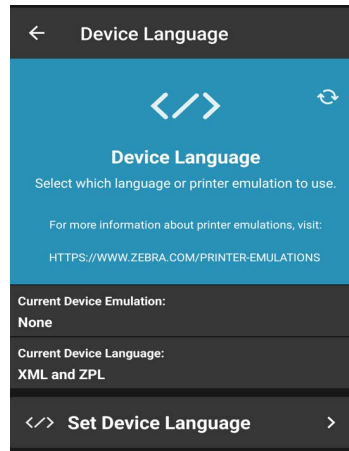 Device Language
Device Language
Select which language or printer emulation to use.
For more information about printer emulations, visit:
HTTPS://WWW.ZEBRA.COM/PRINTER-EMULATIONS
Current Device Emulation:
None
Current Device Language:
XML and ZPL
Set Device Language